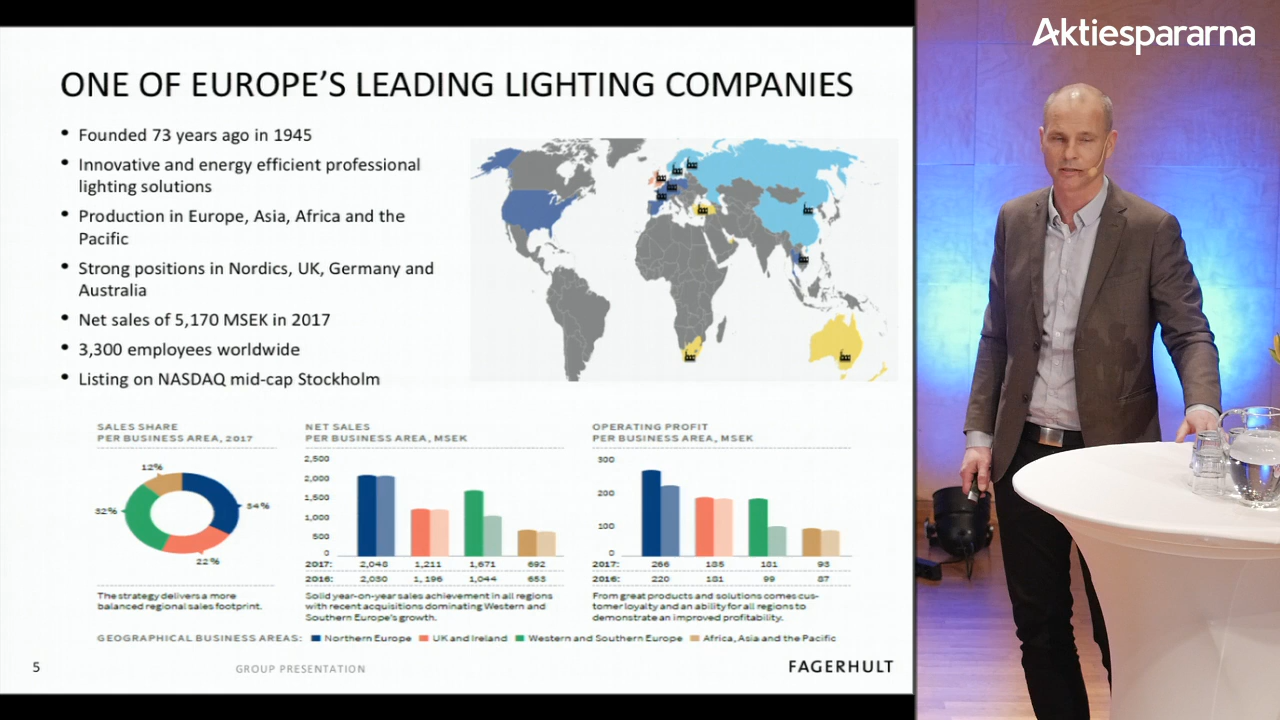 Aktiespararna
ONE OF EUROPE'S LEADING LIGHTING COMPANIES
• Founded 73 years ago in 1945
• Innovative and energy efficient professional
lighting solutions
• Production in Europe, Asia, Africa and the
Pacific
• Strong positions in Nordics, UK, Germany and
Australia
• Net sales of 5,170 MSEK in 2017
• 3,300 employees worldwide
• Listing on NASDAQ mid-cap Stockholm
SALES SHARE
PER BUSINESS AREA, 2017
12%
32%
34%
22%
The strategy delivers a more
balanced regional sales footprint.
NET SALES
PER BUSINESS AREA, MSEK
2,500
2,000
1,500
1,000
500
0
2017: 2,048 1,211 1,671 692
2016: 2,030 1,196 1,044 653
Solid year-on-year sales achievement in all regions
with recent acquisitions dominating Western and
Southern Europe's growth.
OPERATING PROFIT
PER BUSINESS AREA, MSEK
300
200
100
0
2017: 266 185 181 93
2016: 220 181 99 87
From great products and solutions comes cus-
tomer loyalty and an ability for all regions to
demonstrate an improved profitability.
GEOGRAPHICAL BUSINESS AREAS: Northern Europe UK and Ireland Western and Southern Europe Africa, Asia and the Pacific
5 GROUP PRESENTATION FAGERHULT